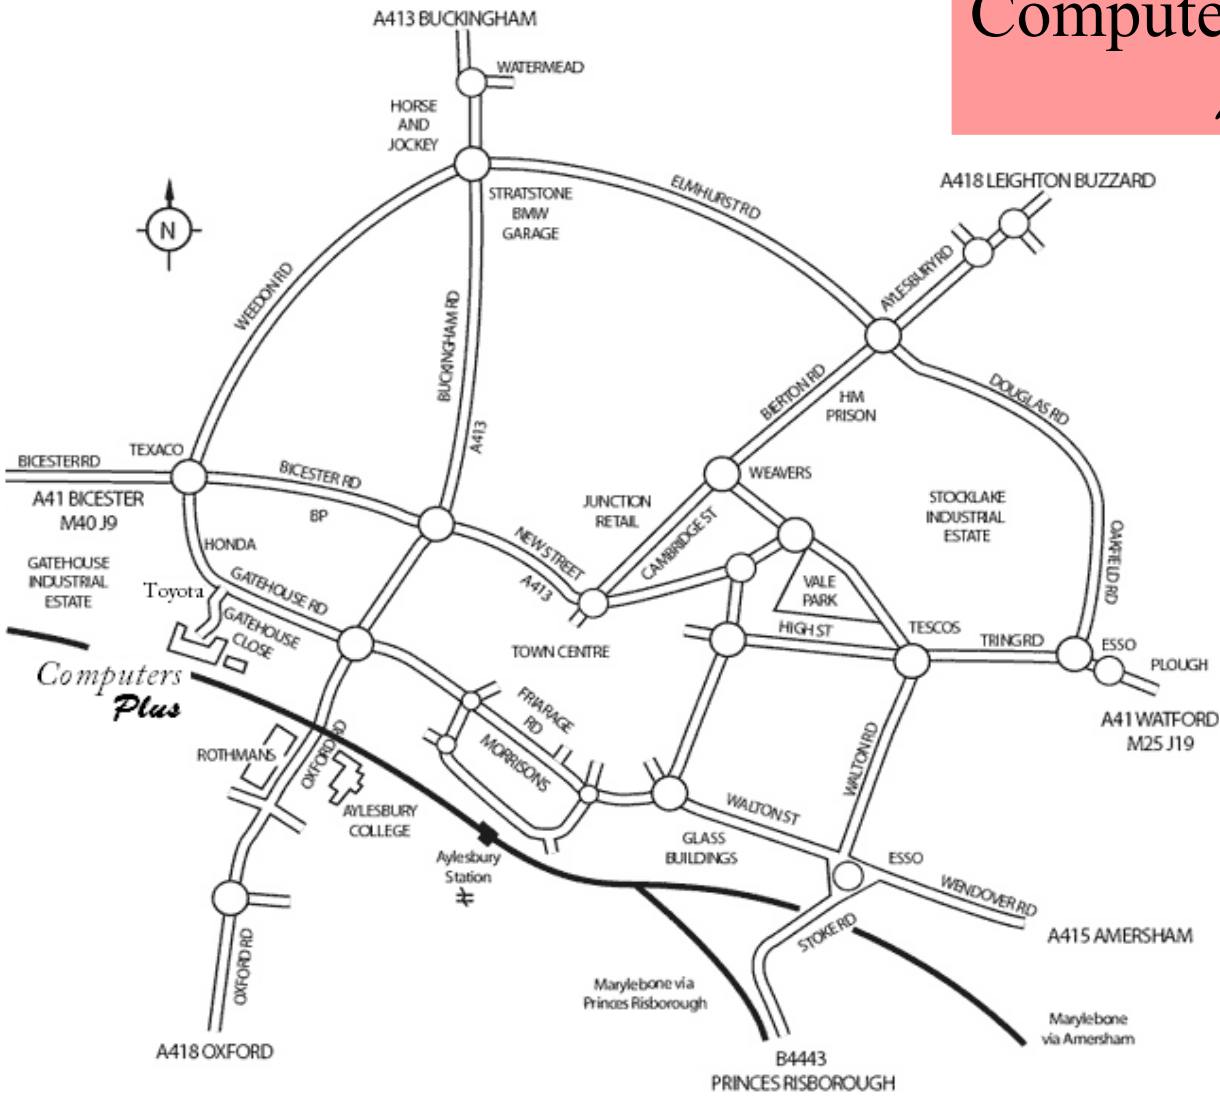 A413 BUCKINGHAM
Compute
WATERMEAD
HORSE
AND
JOCKEY
STRATSTONE
BMW
GARAGE
ELMHURST RD
A418 LEIGHTON BUZZARD
N
AYLESBURY RD
WEEDON RD
BUCKINGHAM RD
A413
BIERTON RD
HM
PRISON
DOUGLAS RD
TEXACO
BICESTER RD
BICESTER RD
WEAVERS
A41 BICESTER
M40 J9
BP
JUNCTION
RETAIL
CAMBRIDGE ST
STOCKLAKE
INDUSTRIAL
ESTATE
OAKFIELD RD
HONDA
NEW STREET
A413
GATEHOUSE
INDUSTRIAL
ESTATE
Toyota
GATEHOUSE RD
GATEHOUSE
CLOSE
VALE
PARK
HIGH ST
TESCOS
TRING RD
ESSO
PLOUGH
TOWN CENTRE
Computers
Plus
A41 WATFORD
M25 J19
FRIARAGE
RD
MORRISONS
ROTHMANS
OXFORD RD
WALTON RD
AYLESBURY
COLLEGE
WALTON ST
GLASS
BUILDINGS
Aylesbury
Station
ESSO
WENDOVER RD
A415 AMERSHAM
STOKE RD
OXFORD RD
Marylebone via
Princes Risborough
Marylebone
via Amersham
A418 OXFORD
B4443
PRINCES RISBOROUGH